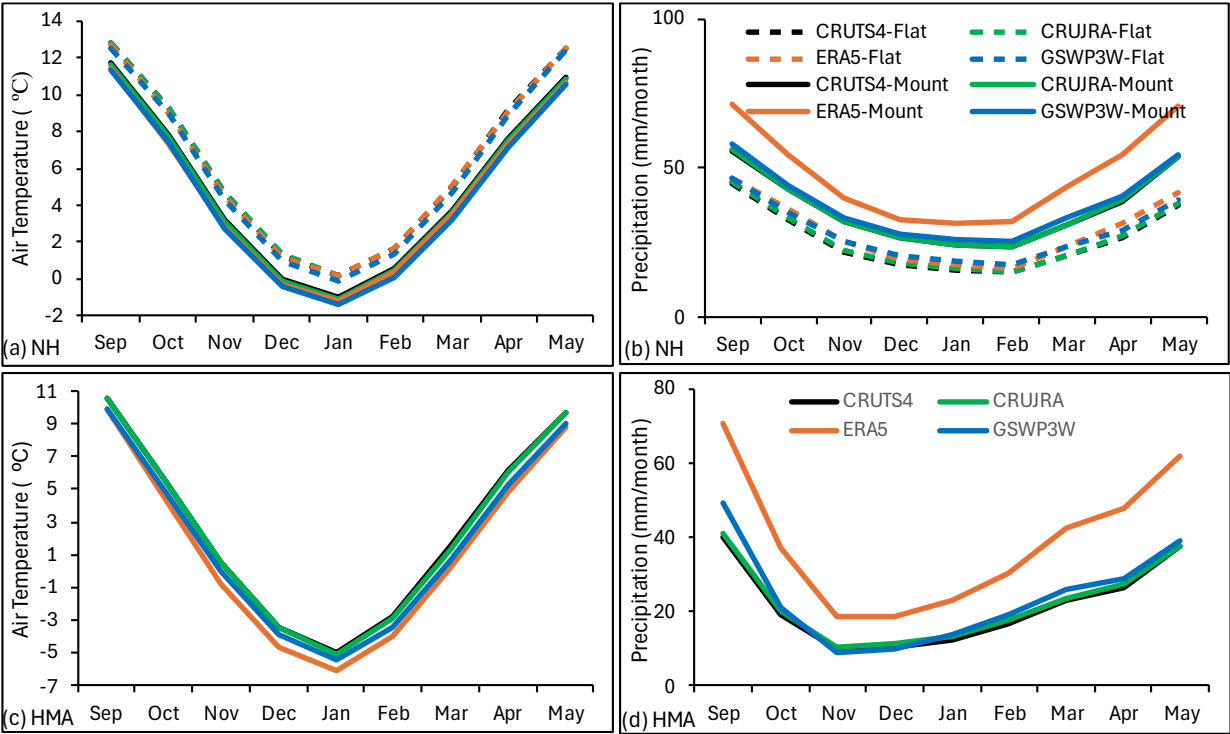 Air Temperature ( ºC)
14
12
10
8
6
4
2
0
-2
Sep Oct Nov Dec Jan Feb Mar Apr May
(a) NH
Precipitation (mm/month)
100
50
0
CRUTS4-Flat CRUJRA-Flat
ERA5-Flat GSWP3W-Flat
CRUTS4-Mount CRUJRA-Mount
ERA5-Mount GSWP3W-Mount
Sep Oct Nov Dec Jan Feb Mar Apr May
(b) NH
Air Temperature ( ºC)
11
9
7
5
3
1
-1
-3
-5
-7
Sep Oct Nov Dec Jan Feb Mar Apr May
(c) HMA
Precipitation (mm/month)
80
60
40
20
0
CRUTS4 CRUJRA
ERA5 GSWP3W
Sep Oct Nov Dec Jan Feb Mar Apr May
(d) HMA